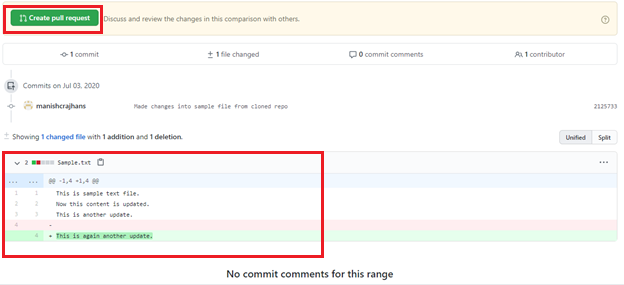 Create pull request Discuss and review the changes in this comparison with others.
1 commit 1 file changed 0 commit comments 1 contributor
Commits on Jul 03, 2020
manishcrajhans Made changes into sample file from cloned repo 2125733
Showing 1 changed file with 1 addition and 1 deletion. Unified Split
2 Sample.txt ...
... ... @@ -1,4 +1,4 @@
1 1 This is sample text file.
2 2 Now this content is updated.
3 3 This is another update.
4 -
4 + This is again another update.
No commit comments for this range